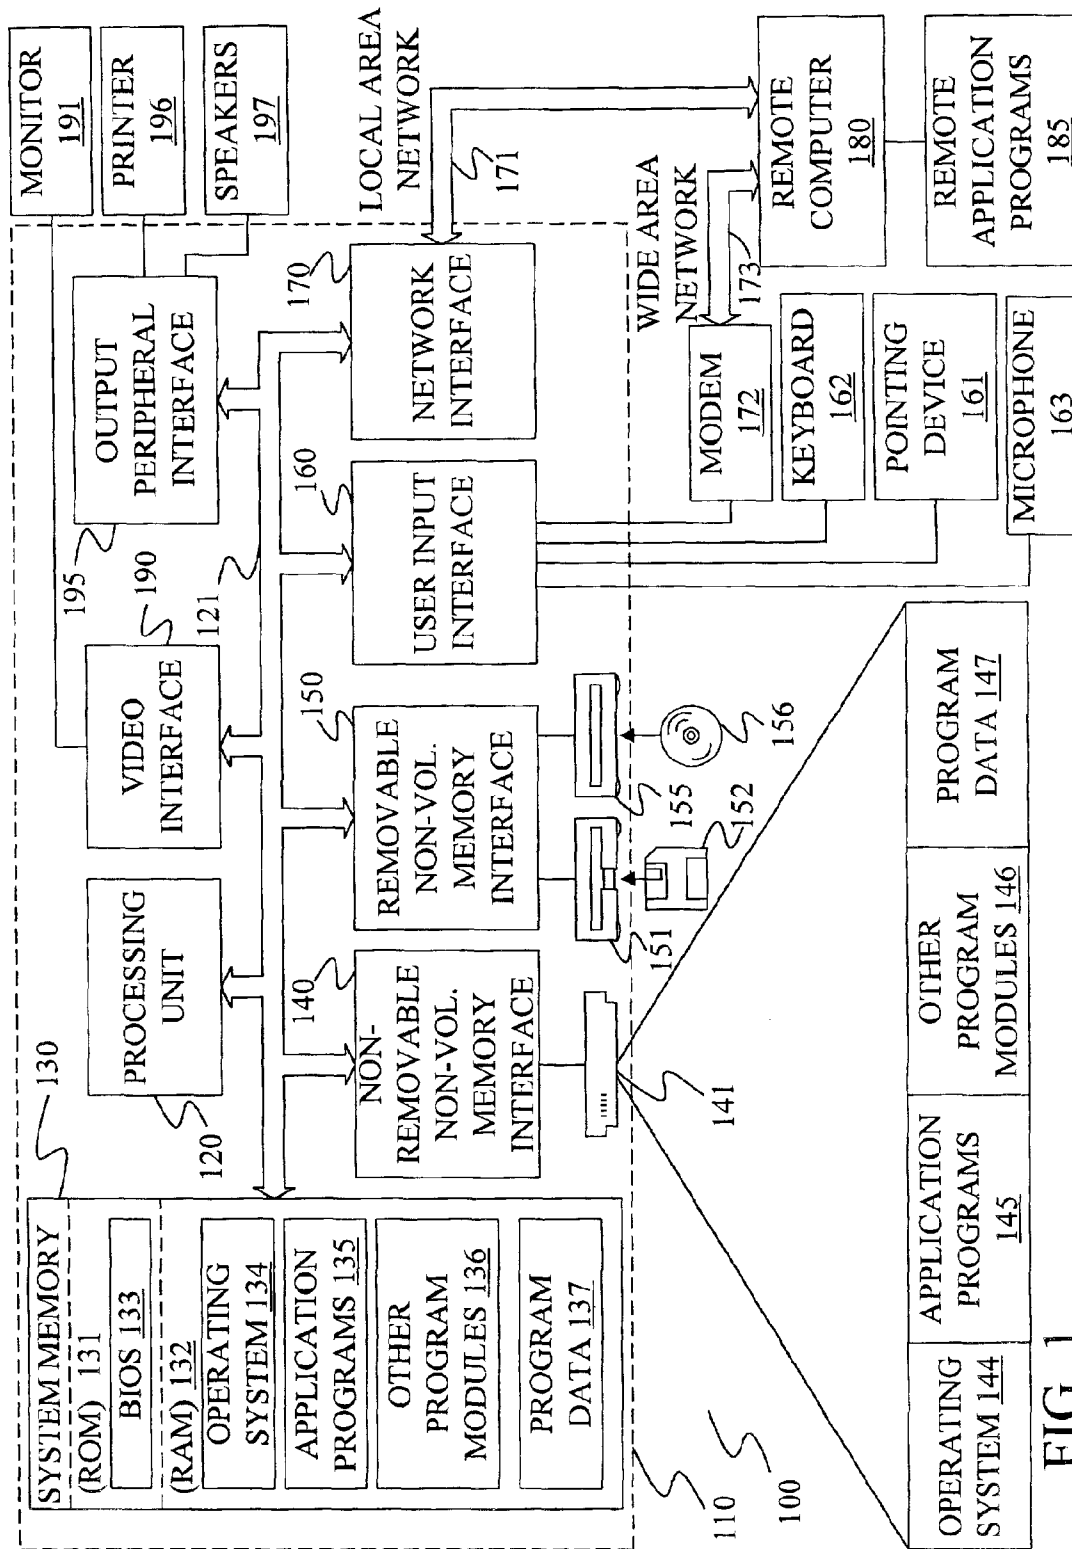 SYSTEM MEMORY
(ROM) 131
BIOS 133
(RAM) 132
OPERATING
SYSTEM 134
APPLICATION
PROGRAMS 135
OTHER
PROGRAM
MODULES 136
PROGRAM
DATA 137
130
PROCESSING
UNIT
120
VIDEO
INTERFACE
190
121
OUTPUT
PERIPHERAL
INTERFACE
195
MONITOR
191
PRINTER
196
SPEAKERS
197
NON-
REMOVABLE
NON-VOL.
MEMORY
INTERFACE
140
REMOVABLE
NON-VOL.
MEMORY
INTERFACE
150
USER INPUT
INTERFACE
160
NETWORK
INTERFACE
170
LOCAL AREA
NETWORK
171
141
151
152
155
156
WIDE AREA
NETWORK
173
MODEM
172
KEYBOARD
162
POINTING
DEVICE
161
MICROPHONE
163
REMOTE
COMPUTER
180
REMOTE
APPLICATION
PROGRAMS
185
110
100
OPERATING
SYSTEM 144
APPLICATION
PROGRAMS
145
OTHER
PROGRAM
MODULES 146
PROGRAM
DATA 147
FIG. 1